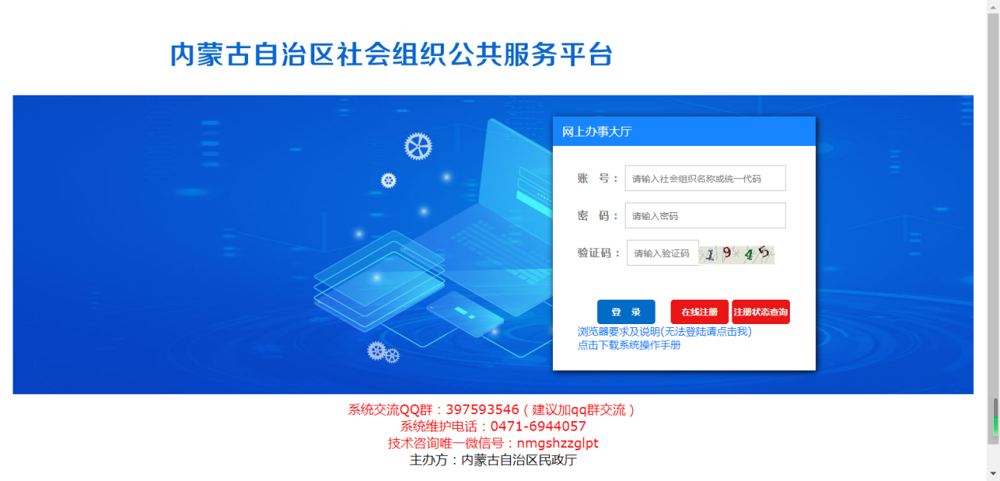 内蒙古自治区社会组织公共服务平台
网上办事大厅
账 号： 请输入社会组织名称或统一代码
密 码： 请输入密码
验证码： 请输入验证码 1945
登 录 在线注册 注册状态查询
浏览器要求及说明(无法登陆请点击我)
点击下载系统操作手册
系统交流QQ群：397593546（建议加qq群交流）
系统维护电话：0471-6944057
技术咨询唯一微信号：nmgshzzglpt
主办方：内蒙古自治区民政厅